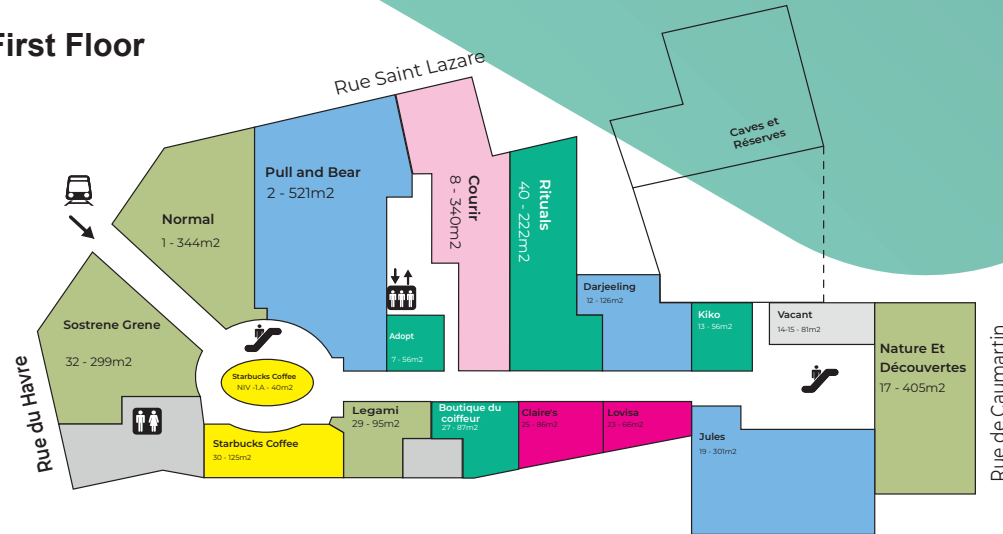 First Floor
Rue Saint Lazare
Caves et
Réserves
Pull and Bear
2 - 521m2
Courir
8 - 340m2
Rituals
40 - 222m2
Normal
1 - 344m2
Darjeeling
12 - 126m2
Sostrene Grene
32 - 299m2
Adopt
7 - 56m2
Kiko
13 - 56m2
Vacant
14-15 - 81m2
Nature Et
Découvertes
17 - 405m2
Rue du Havre
Starbucks Coffee
NIV -1.A - 40m2
Rue de Caumartin
Legami
29 - 95m2
Boutique du
coiffeur
27 - 87m2
Claire's
25 - 86m2
Lovisa
23 - 66m2
Starbucks Coffee
30 - 125m2
Jules
19 - 301m2